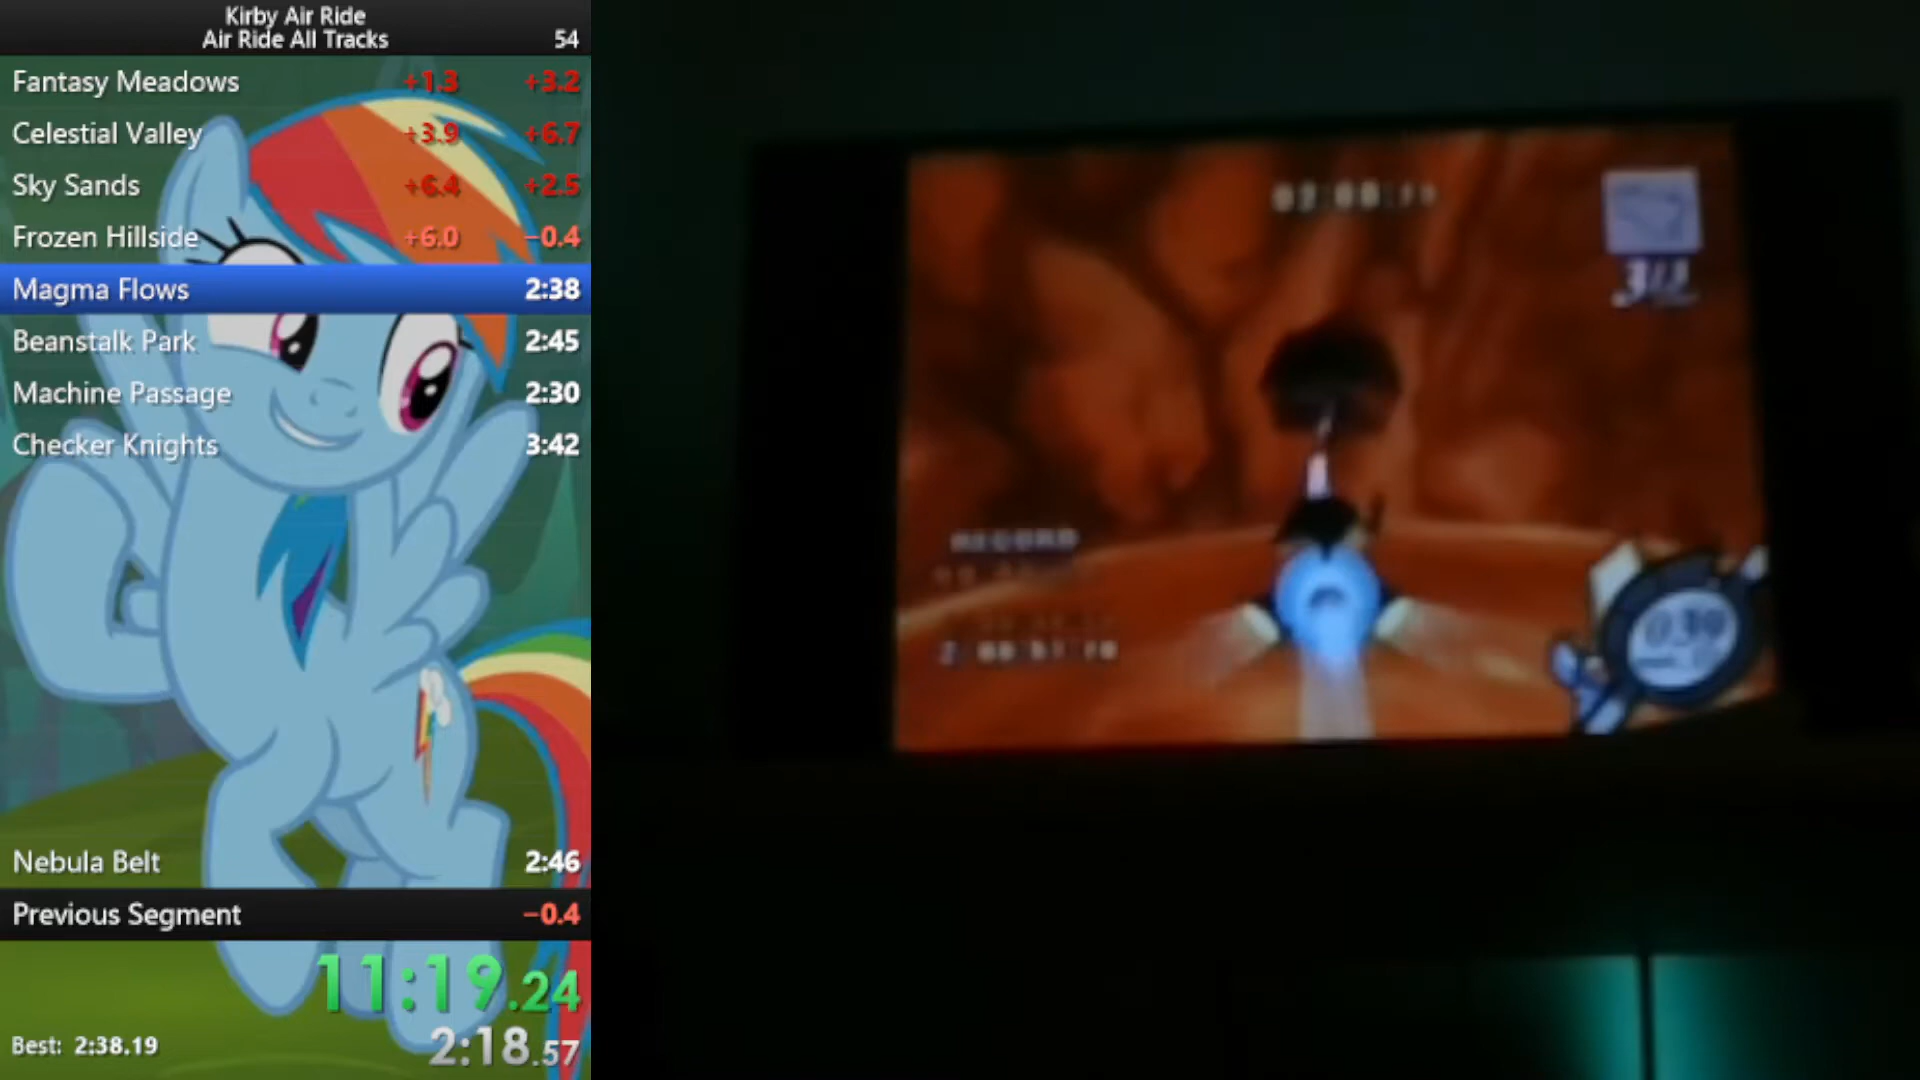 Kirby Air Ride
Air Ride All Tracks 54
Fantasy Meadows +1.3 +3.2
Celestial Valley +3.9 +6.7
Sky Sands +6.4 +2.5
Frozen Hillside +6.0 −0.4
Magma Flows 2:38
Beanstalk Park 2:45
Machine Passage 2:30
Checker Knights 3:42
Nebula Belt 2:46
Previous Segment −0.4
11:19.24
Best: 2:38.19 2:18.57
RECORD